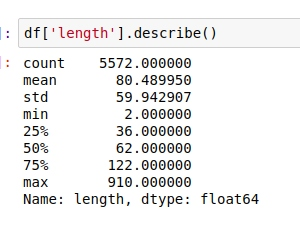 ]: df['length'].describe()
]: count    5572.000000
mean       80.489950
std        59.942907
min         2.000000
25%        36.000000
50%        62.000000
75%       122.000000
max       910.000000
Name: length, dtype: float64